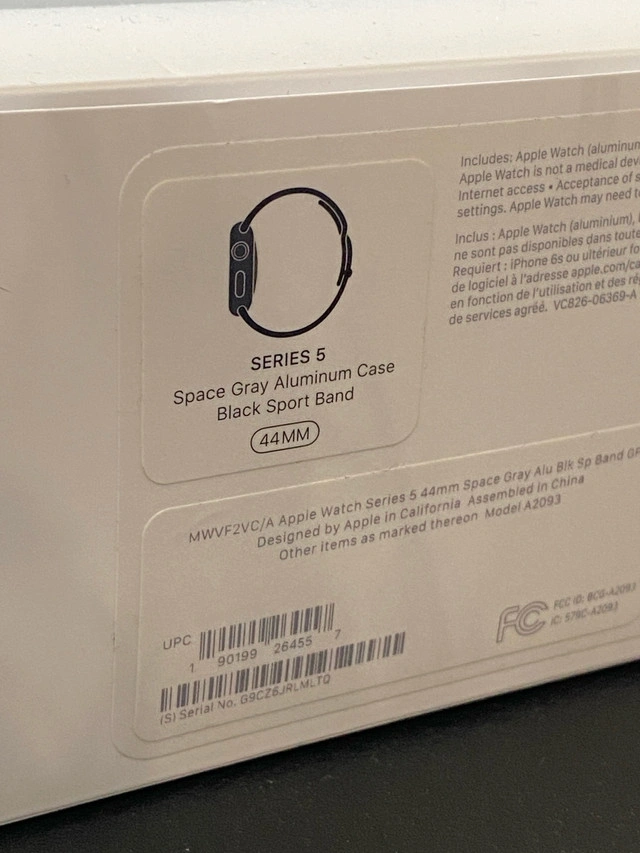 SERIES 5
Space Gray Aluminum Case
Black Sport Band
44MM
Includes: Apple Watch (aluminum
Apple Watch is not a medical dev
Internet access • Acceptance of s
settings. Apple Watch may need t
Inclus : Apple Watch (aluminium),
ne sont pas disponibles dans toute
Requiert : iPhone 6s ou ultérieur fo
de logiciel à l'adresse apple.com/ca
en fonction de l'utilisation et des ré
de services agréé. VC826-06369-A
MWVF2VC/A Apple Watch Series 5 44mm Space Gray Alu Blk Sp Band GP
Designed by Apple in California Assembled in China
Other items as marked thereon Model A2093
UPC
1 90199 26455 7
(S) Serial No. G9CZ6JRLMLTQ
FC FCC ID: BCG-A2093
IC: 579C-A2093